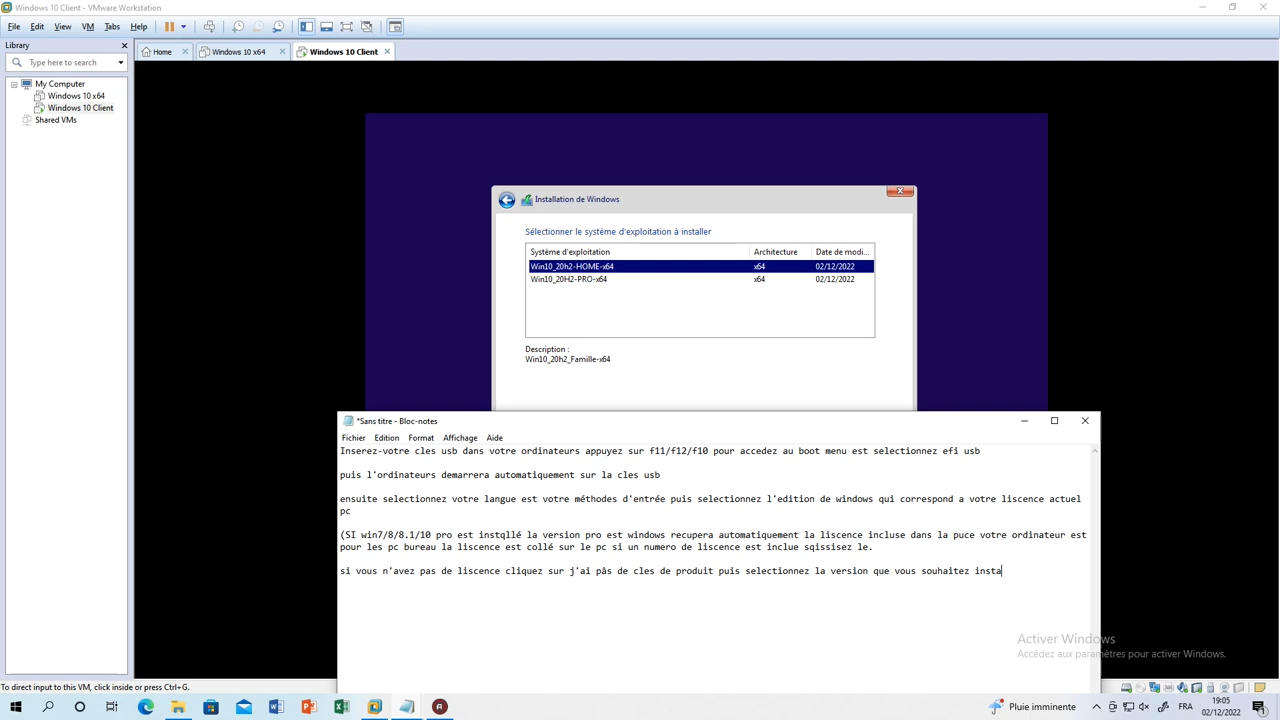 Windows 10 Client - VMware Workstation
File Edit View VM Tabs Help
Library
Home Windows 10 x64 Windows 10 Client
Type here to search
My Computer
Windows 10 x64
Windows 10 Client
Shared VMs
Installation de Windows
Sélectionner le système d'exploitation à installer
Système d'exploitation Architecture Date de modi...
Win10_20h2-HOME-x64 x64 02/12/2022
Win10_20H2-PRO-x64 x64 02/12/2022
Description :
Win10_20h2_Famille-x64
*Sans titre - Bloc-notes
Fichier Edition Format Affichage Aide
Inserez-votre cles usb dans votre ordinateurs appuyez sur f11/f12/f10 pour accedez au boot menu est selectionnez efi usb
puis l'ordinateurs demarrera automatiquement sur la cles usb
ensuite selectionnez votre langue est votre méthodes d'entrée puis selectionnez l'edition de windows qui correspond a votre liscence actuel
pc
(SI win7/8/8.1/10 pro est instqllé la version pro est windows recupera automatiquement la liscence incluse dans la puce votre ordinateur est
pour les pc bureau la liscence est collé sur le pc si un numero de liscence est inclue sqissisez le.
si vous n'avez pas de liscence cliquez sur j'ai pâs de cles de produit puis selectionnez la version que vous souhaitez insta
Activer Windows
Accédez aux paramètres pour activer Windows.
To direct input to this VM, click inside or press Ctrl+G.
Pluie imminente FRA 19:05
02/12/2022